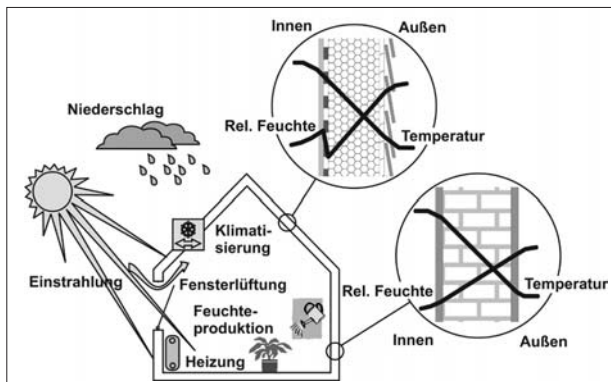 Innen
Außen
Niederschlag
Rel. Feuchte
Temperatur
Klimati-
sierung
Einstrahlung
Fensterlüftung
Feuchte-
produktion
Heizung
Rel. Feuchte
Temperatur
Innen
Außen